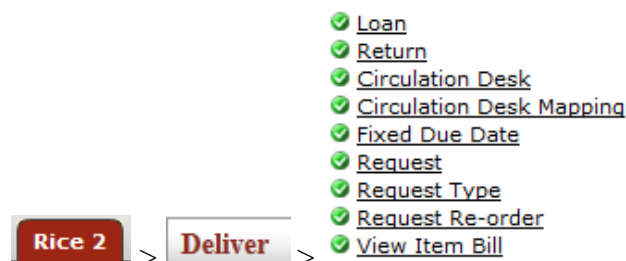 Loan
Return
Circulation Desk
Circulation Desk Mapping
Fixed Due Date
Request
Request Type
Request Re-order
Rice 2 > Deliver > View Item Bill